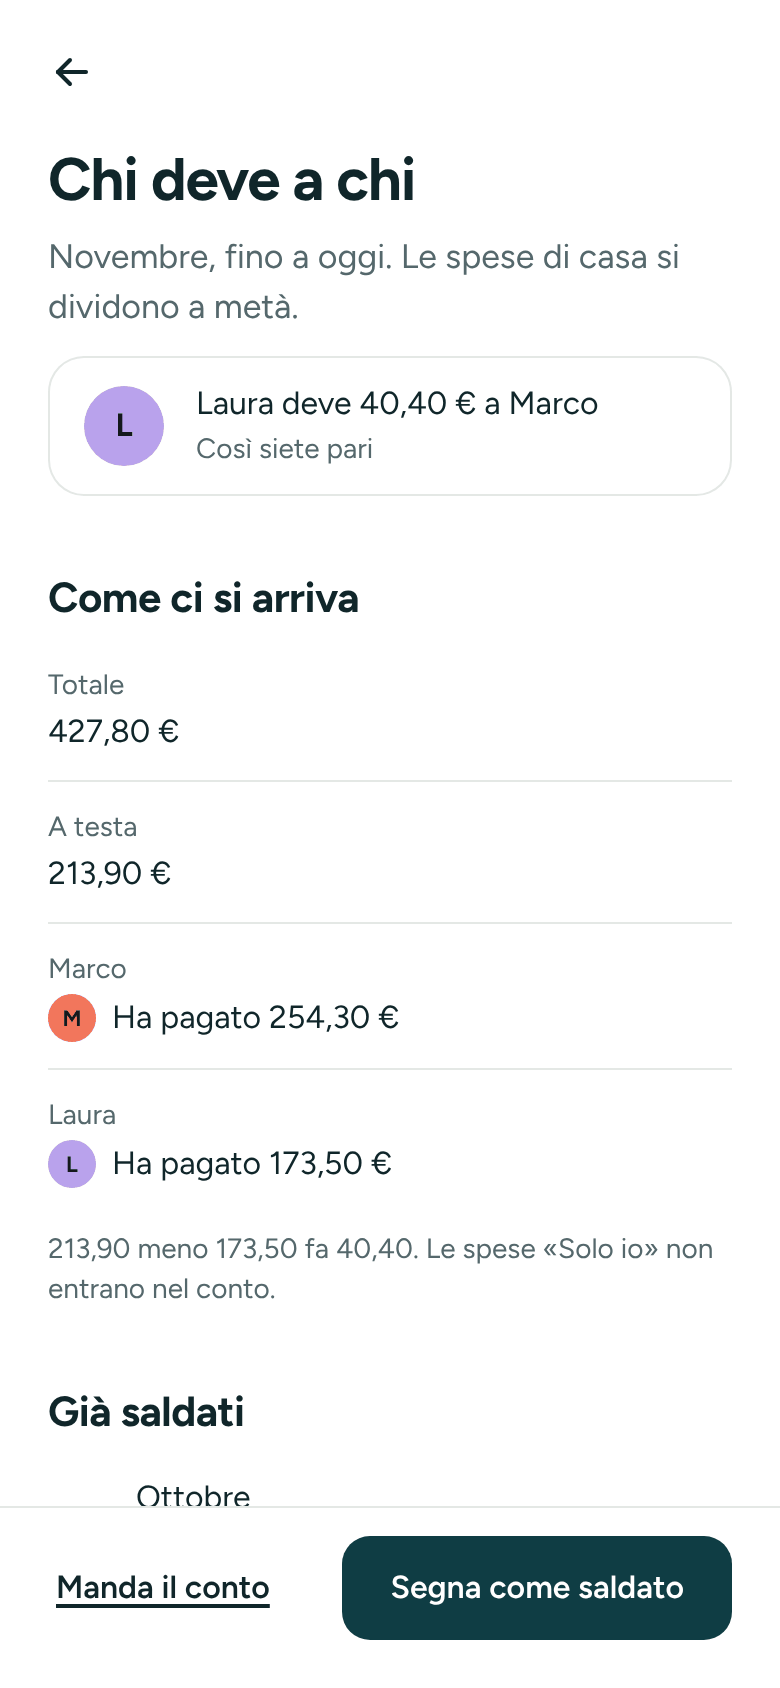 Chi deve a chi
Novembre, fino a oggi. Le spese di casa si
dividono a metà.
L
Laura deve 40,40 € a Marco
Così siete pari
Come ci si arriva
Totale
427,80 €
A testa
213,90 €
Marco
M Ha pagato 254,30 €
Laura
L Ha pagato 173,50 €
213,90 meno 173,50 fa 40,40. Le spese «Solo io» non
entrano nel conto.
Già saldati
Ottobre
Manda il conto
Segna come saldato